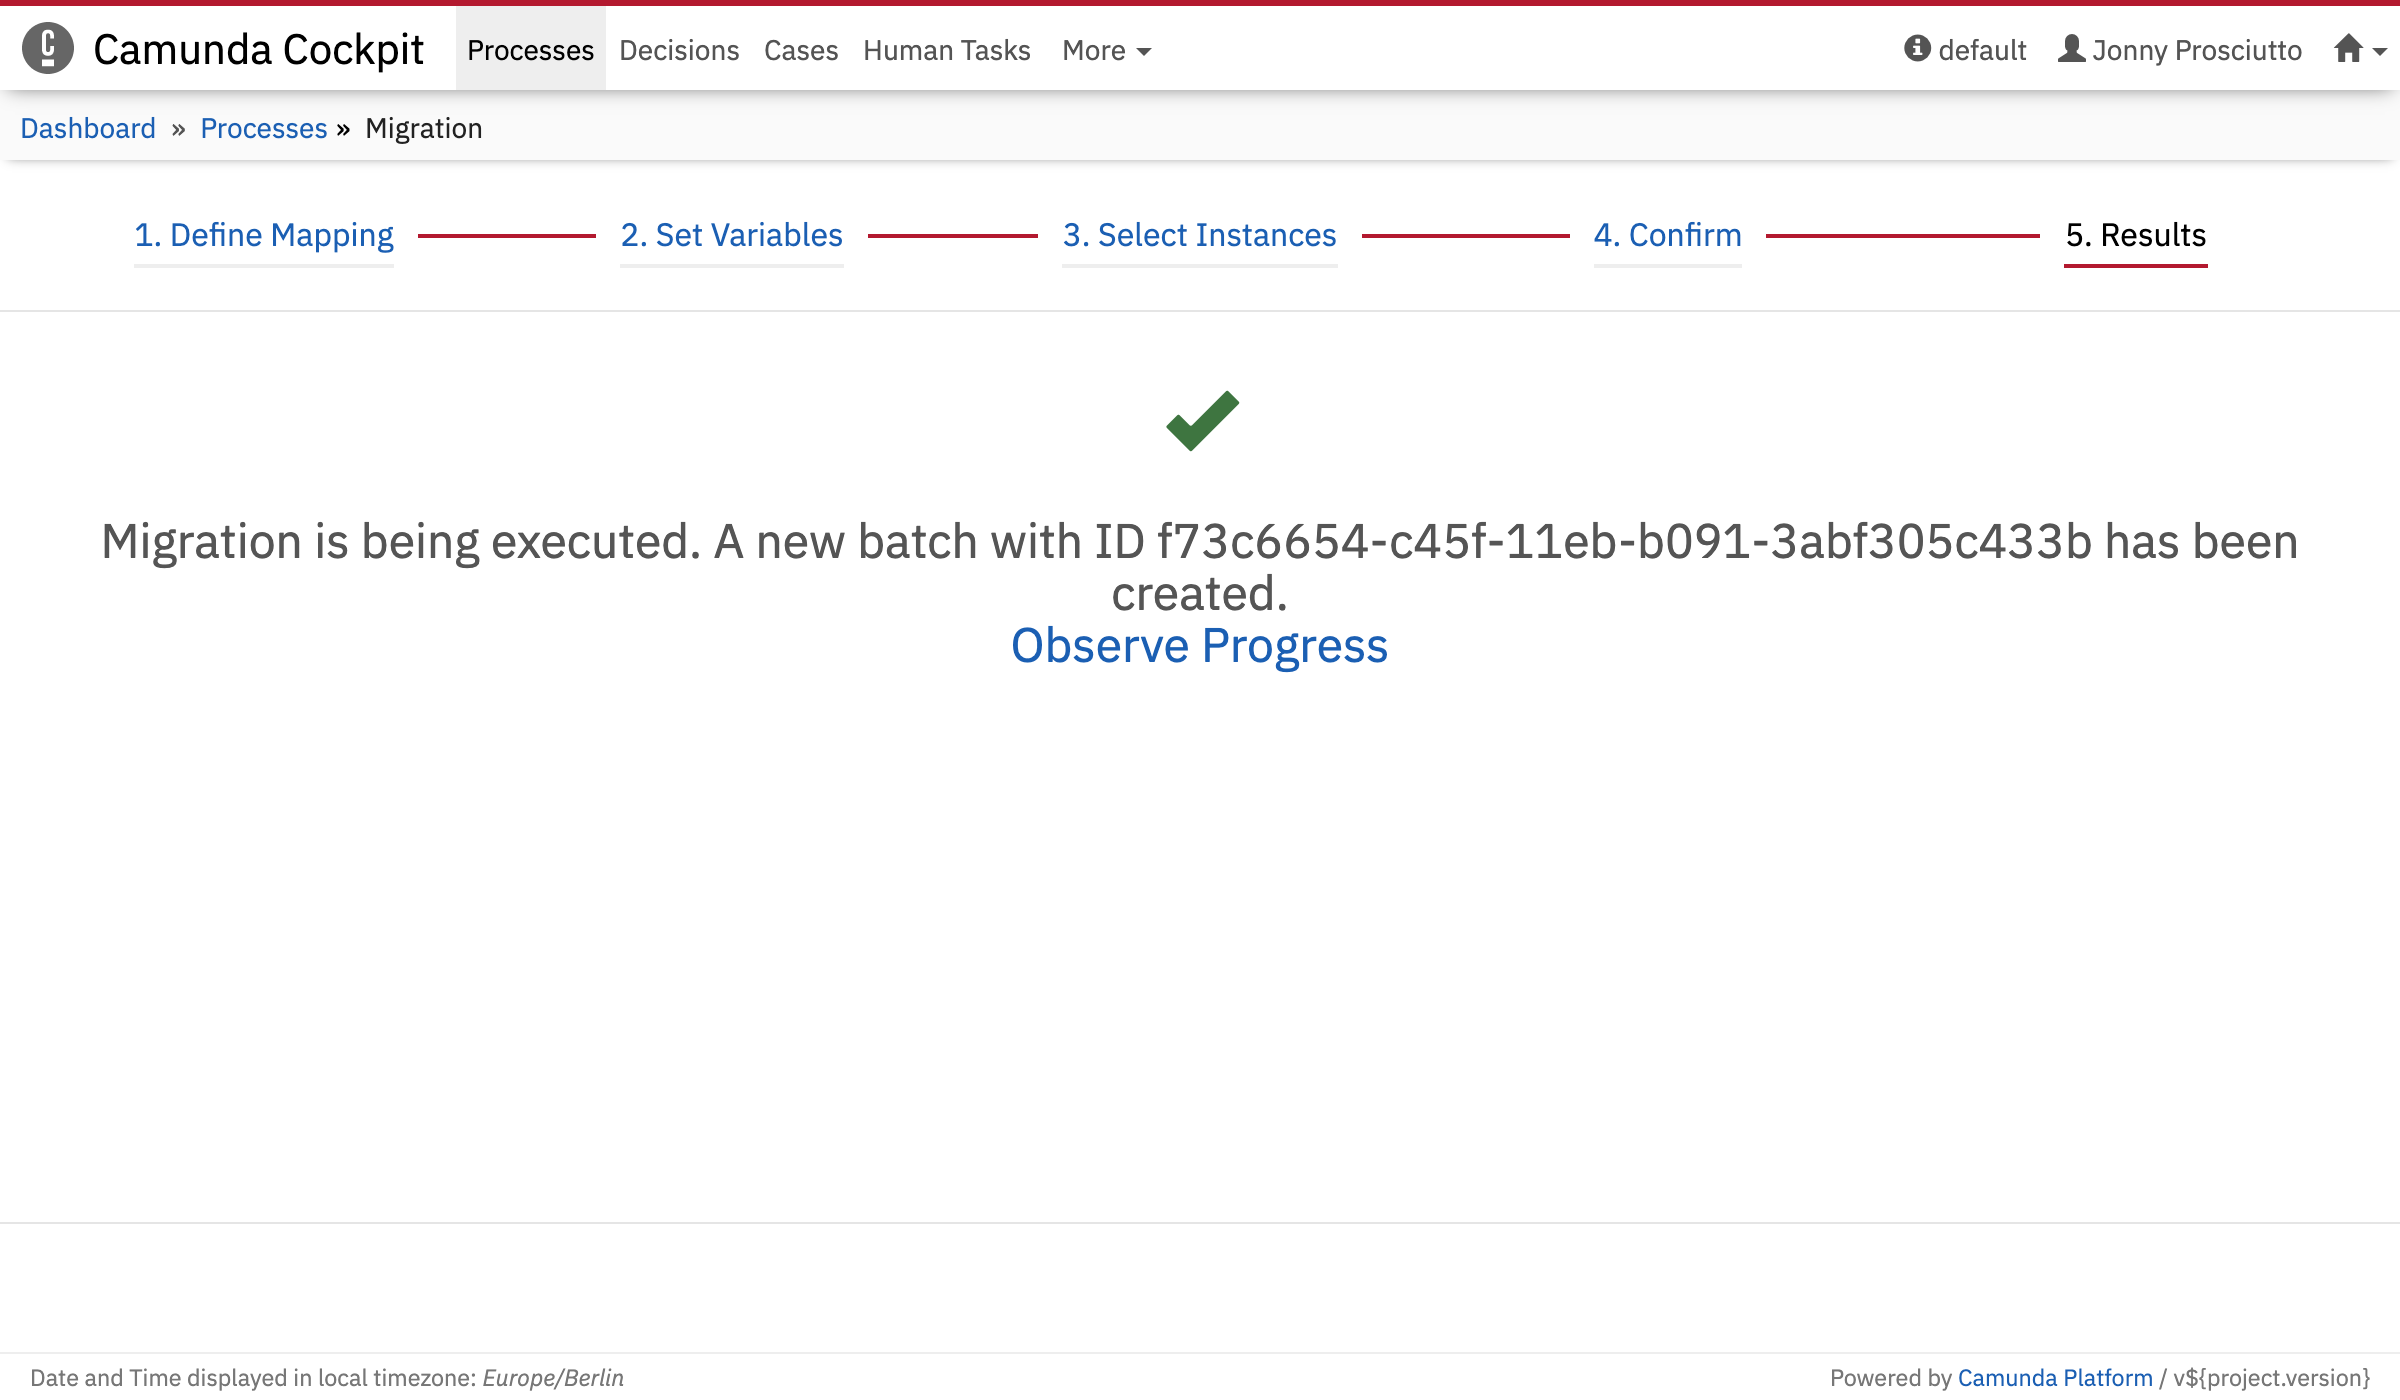 Camunda Cockpit Processes Decisions Cases Human Tasks More default Jonny Prosciutto
Dashboard » Processes » Migration
1. Define Mapping 2. Set Variables 3. Select Instances 4. Confirm 5. Results
Migration is being executed. A new batch with ID f73c6654-c45f-11eb-b091-3abf305c433b has been
created.
Observe Progress
Date and Time displayed in local timezone: Europe/Berlin Powered by Camunda Platform / v${project.version}